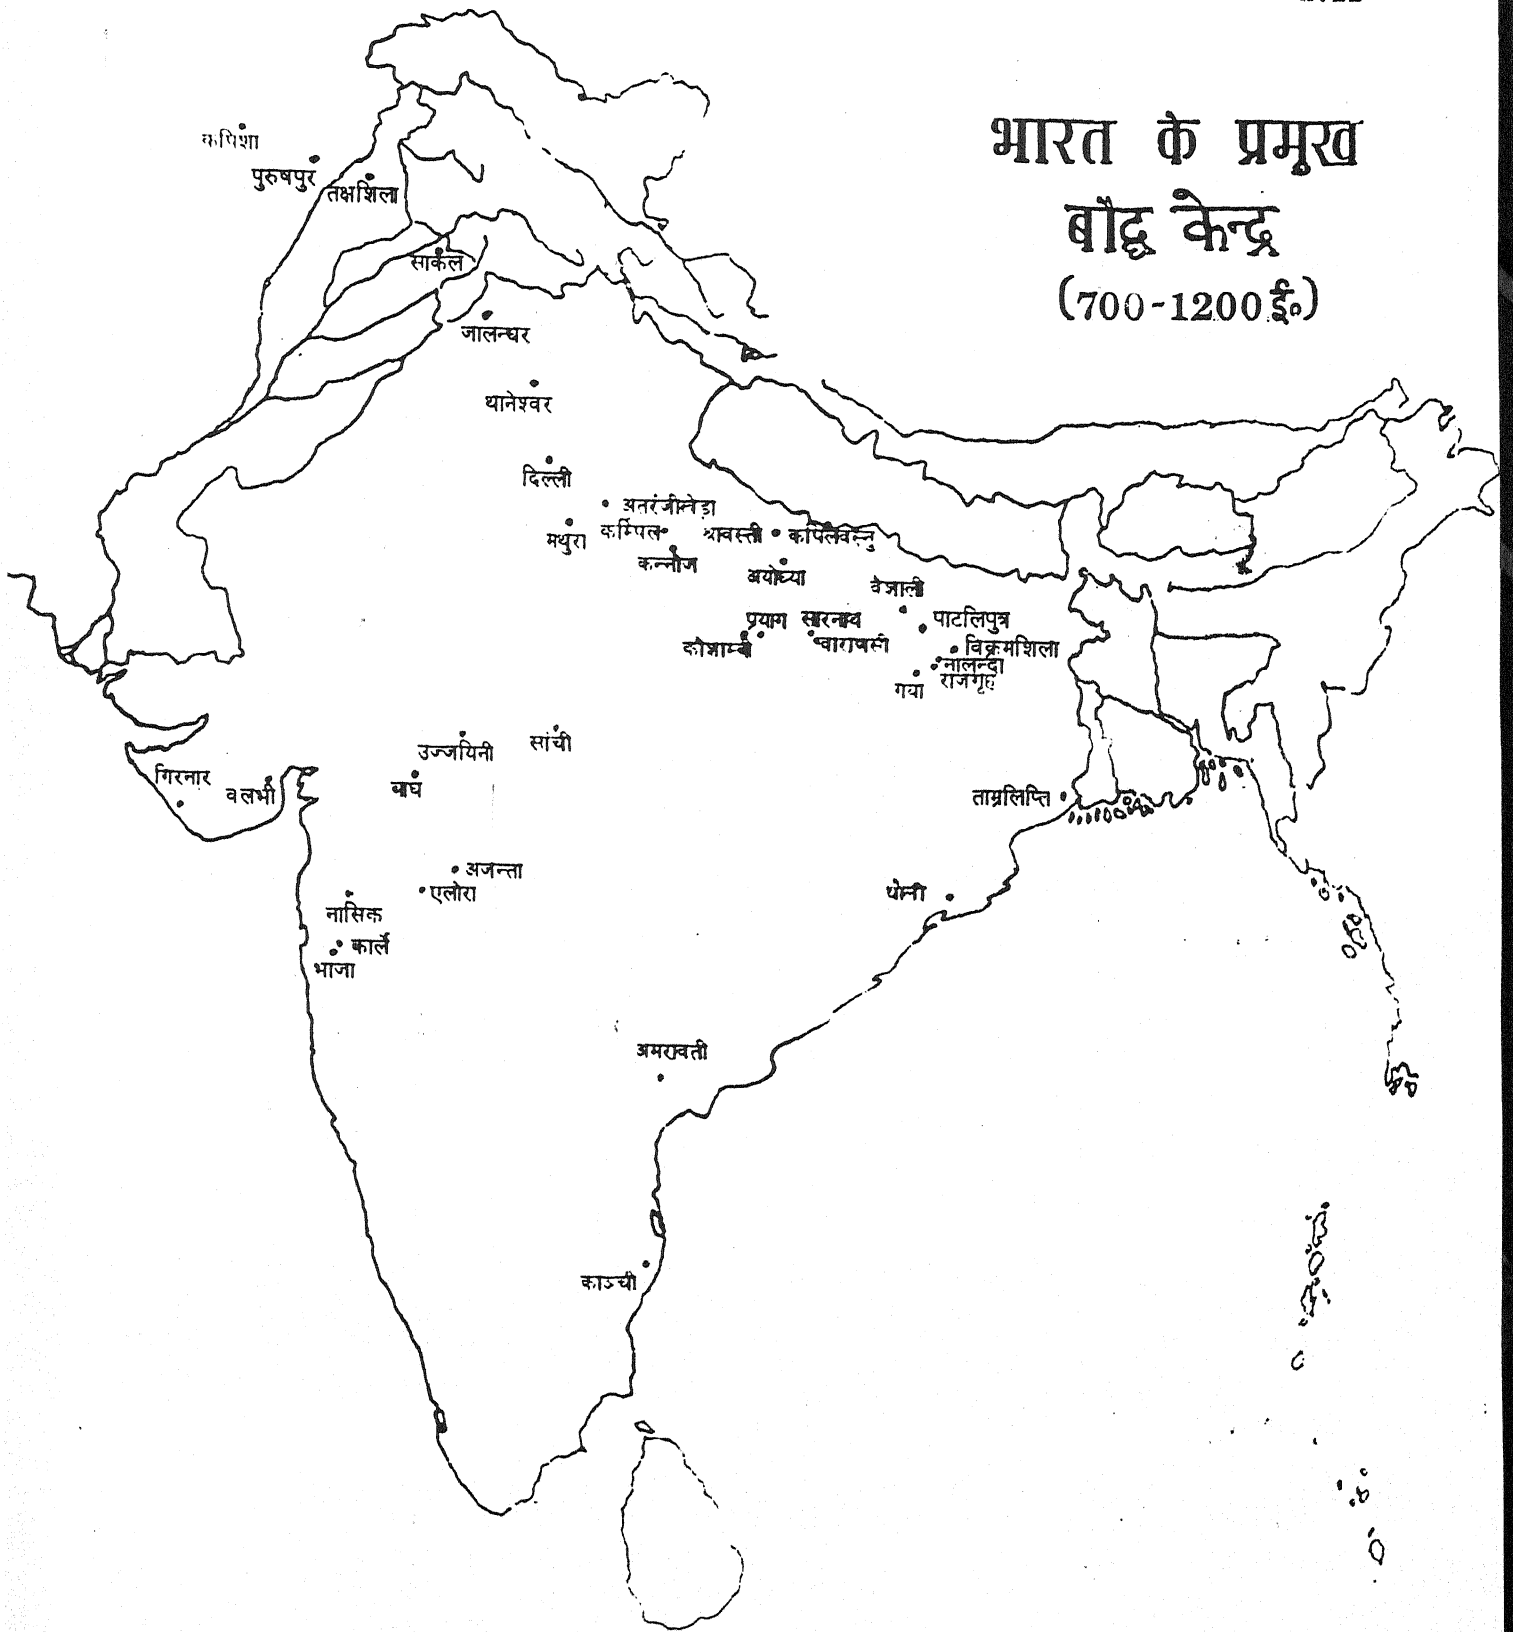 भारत के प्रमुख
बौद्ध केन्द्र
(700-1200 ई०)
कपिशा
पुरुषपुर
तक्षशिला
साकल
जालन्धर
थानेश्वर
दिल्ली
अतरंजीखेड़ा
मथुरा
कम्पिल
श्रावस्ती
कपिलवस्तु
कन्नौज
अयोध्या
वैशाली
प्रयाग
सारनाथ
पाटलिपुत्र
कौशाम्बी
वाराणसी
विक्रमशिला
नालन्दा
राजगृह
गया
उज्जयिनी
सांची
गिरनार
वलभी
बाघ
ताम्रलिप्ति
अजन्ता
एलोरा
नासिक
कार्ले
भाजा
अमरावती
काञ्ची